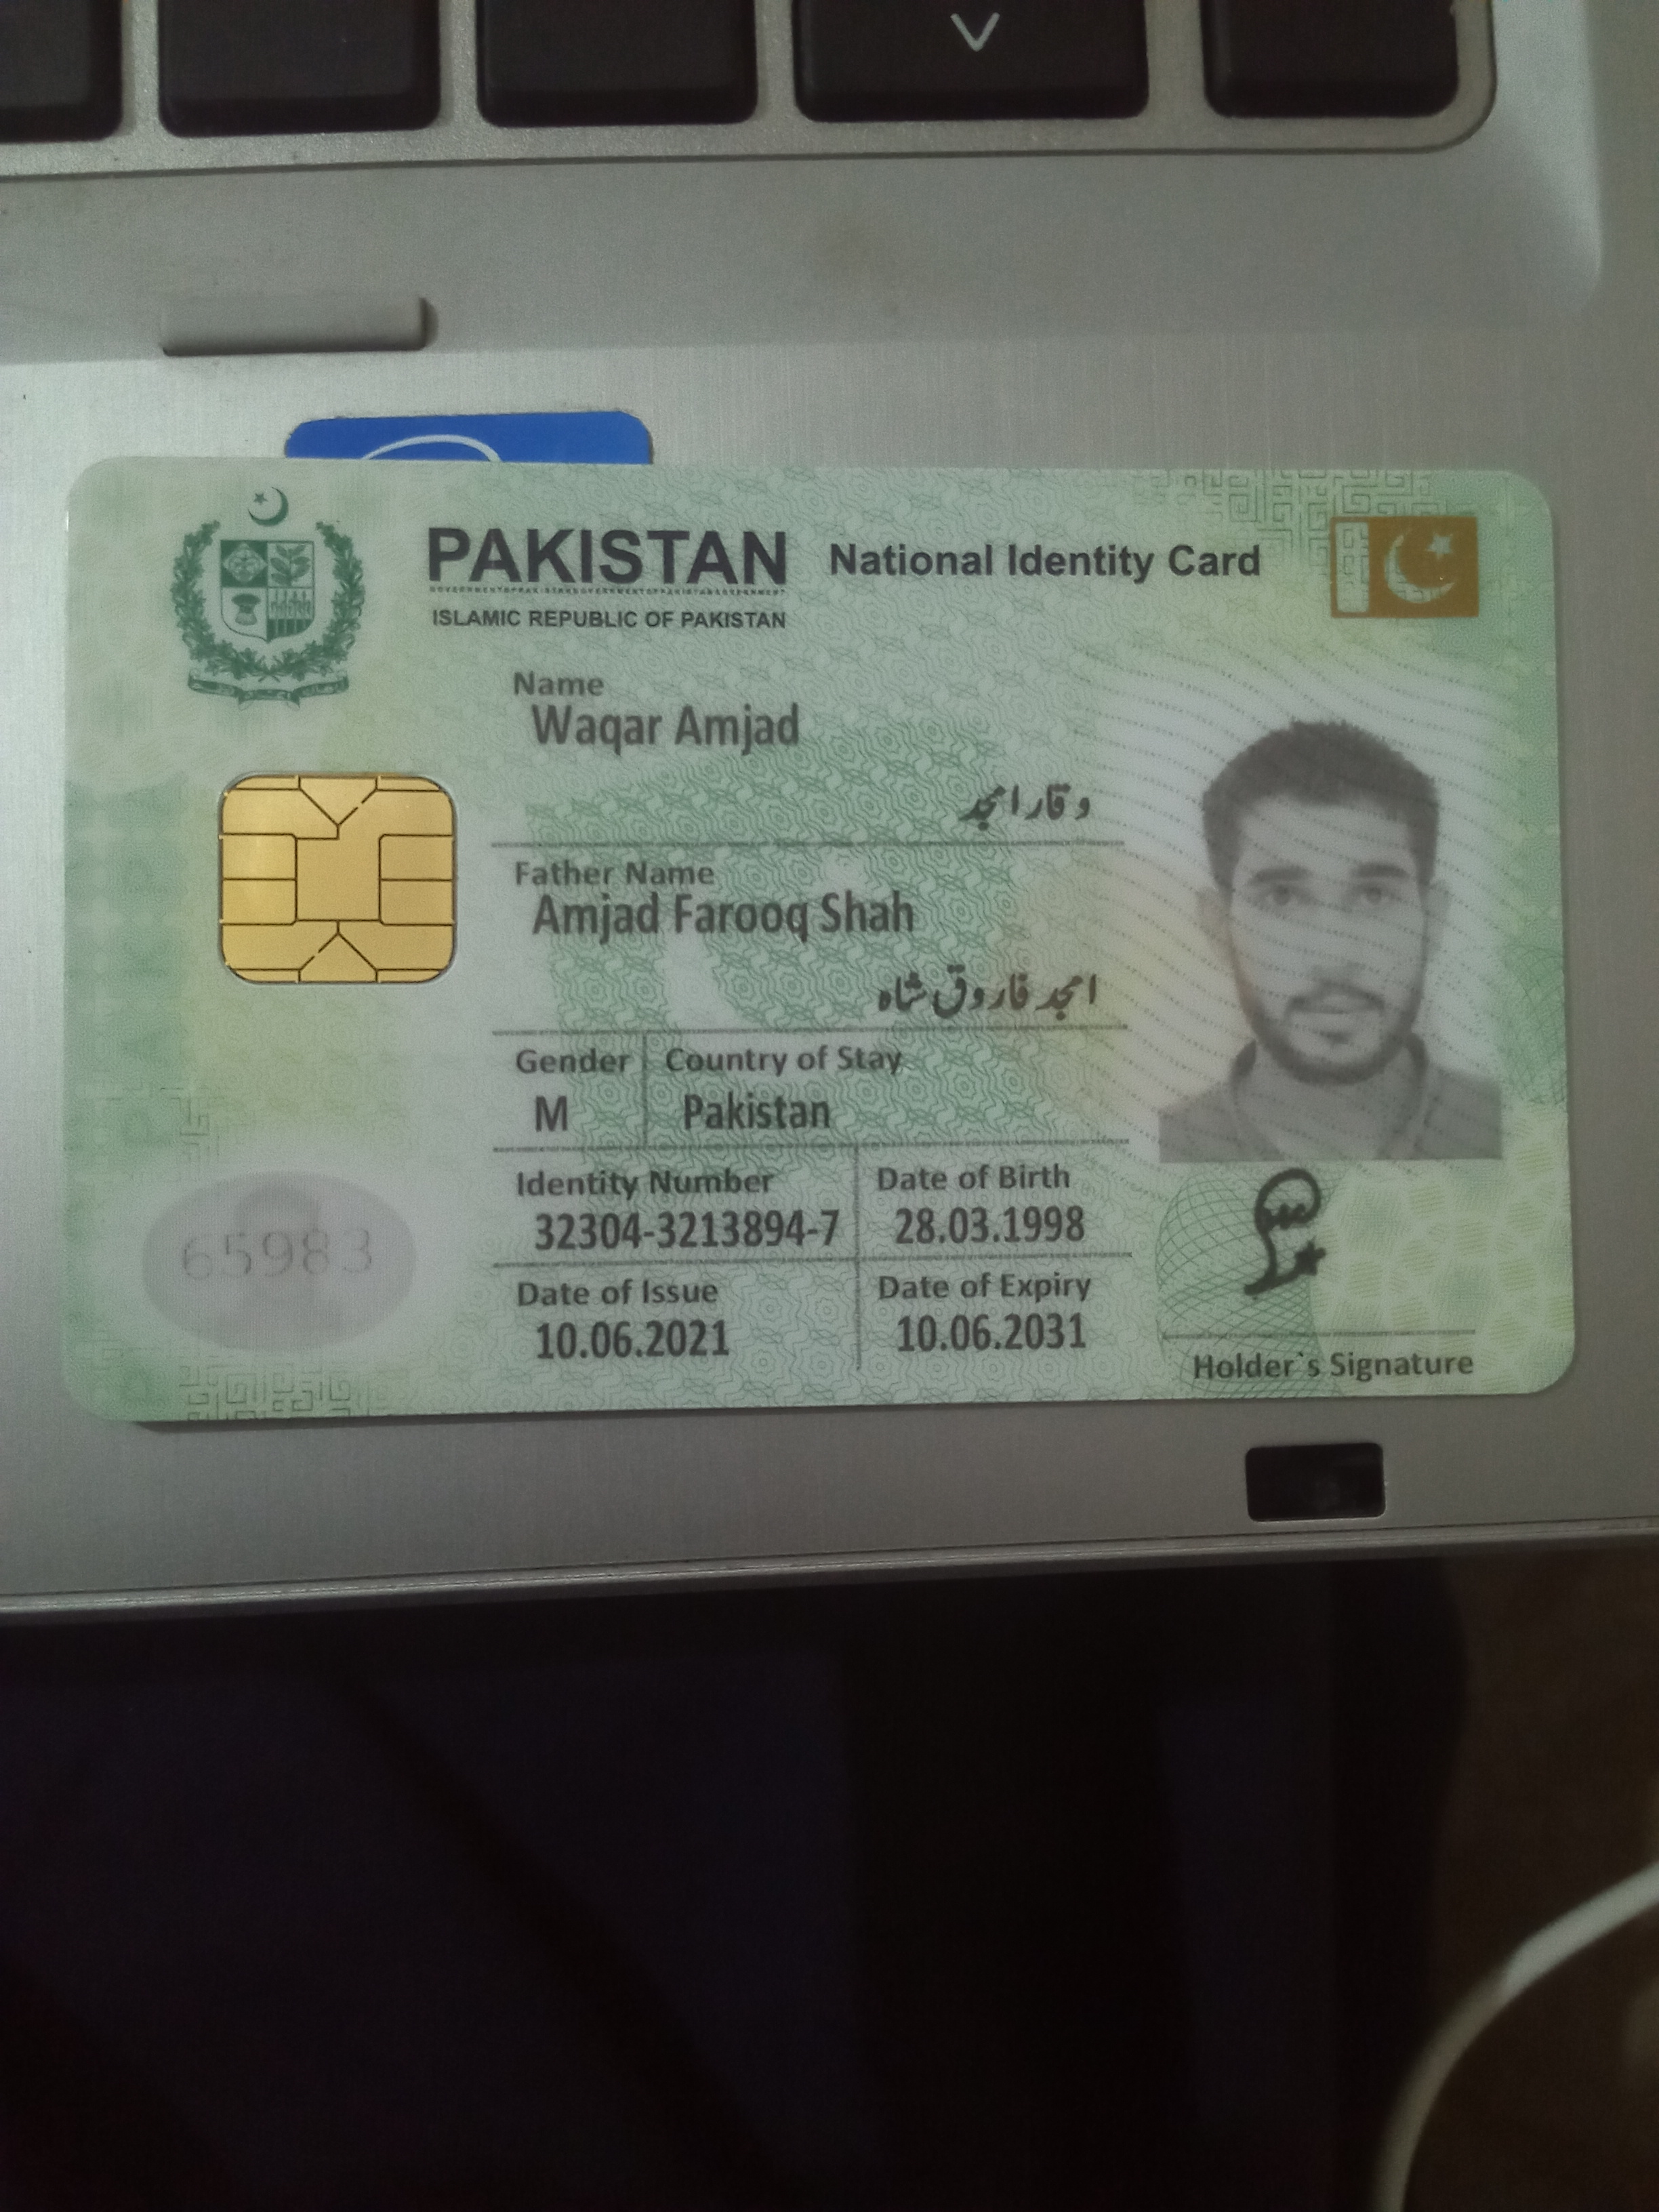 PAKISTAN National Identity Card
ISLAMIC REPUBLIC OF PAKISTAN
Name
Waqar Amjad
وقار امجد
Father Name
Amjad Farooq Shah
امجد فاروق شاہ
Gender Country of Stay
M Pakistan
Identity Number Date of Birth
32304-3213894-7 28.03.1998
65983
Date of Issue Date of Expiry
10.06.2021 10.06.2031
Holder`s Signature